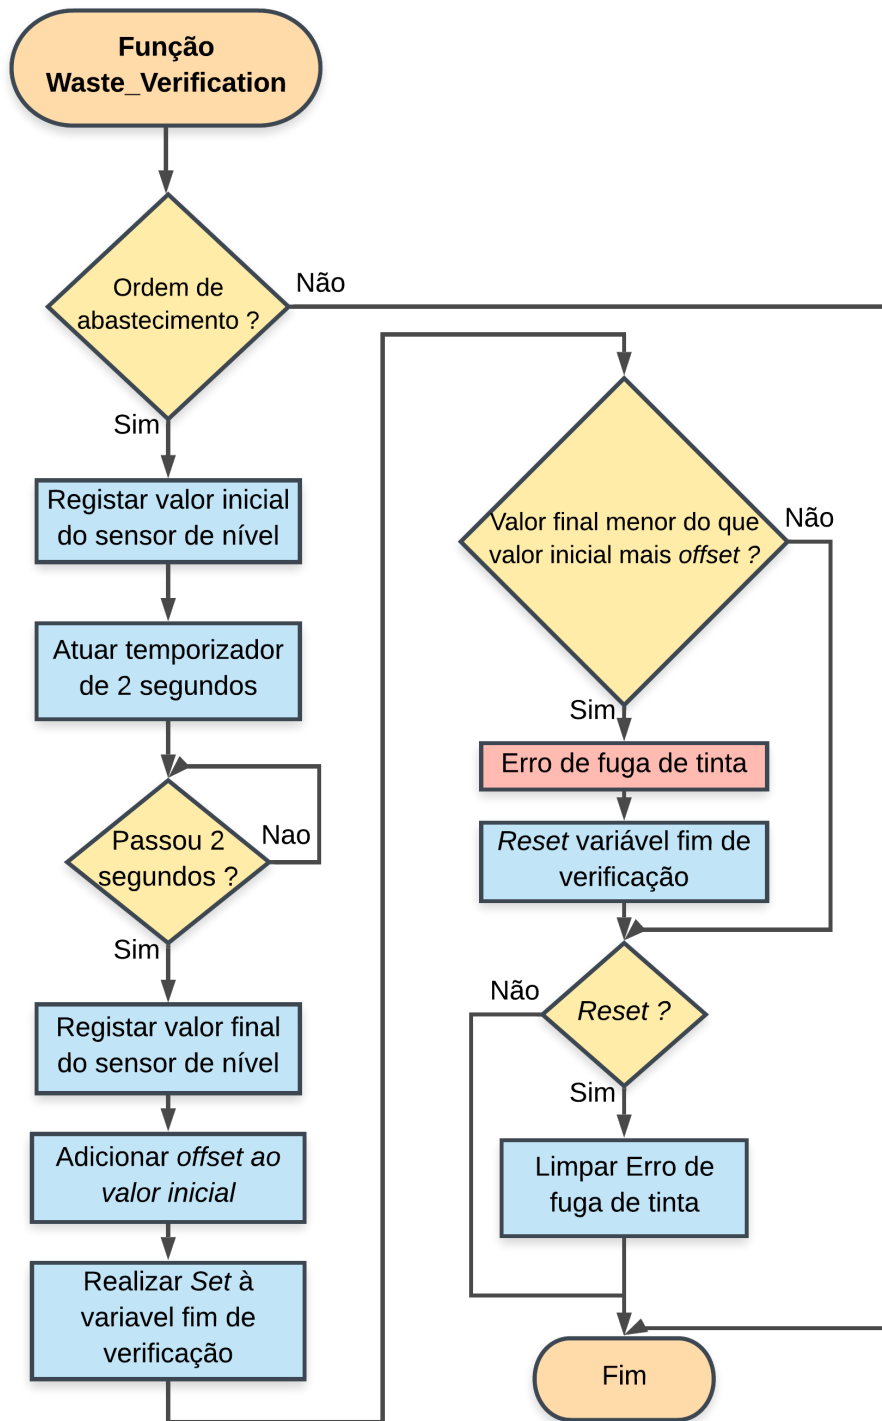 Função
Waste_Verification
Ordem de
abastecimento ?
Não
Sim
Registar valor inicial
do sensor de nível
Atuar temporizador
de 2 segundos
Passou 2
segundos ?
Nao
Sim
Registar valor final
do sensor de nível
Adicionar offset ao
valor inicial
Realizar Set à
variavel fim de
verificação
Valor final menor do que
valor inicial mais offset ?
Não
Sim
Erro de fuga de tinta
Reset variável fim de
verificação
Reset ?
Não
Sim
Limpar Erro de
fuga de tinta
Fim